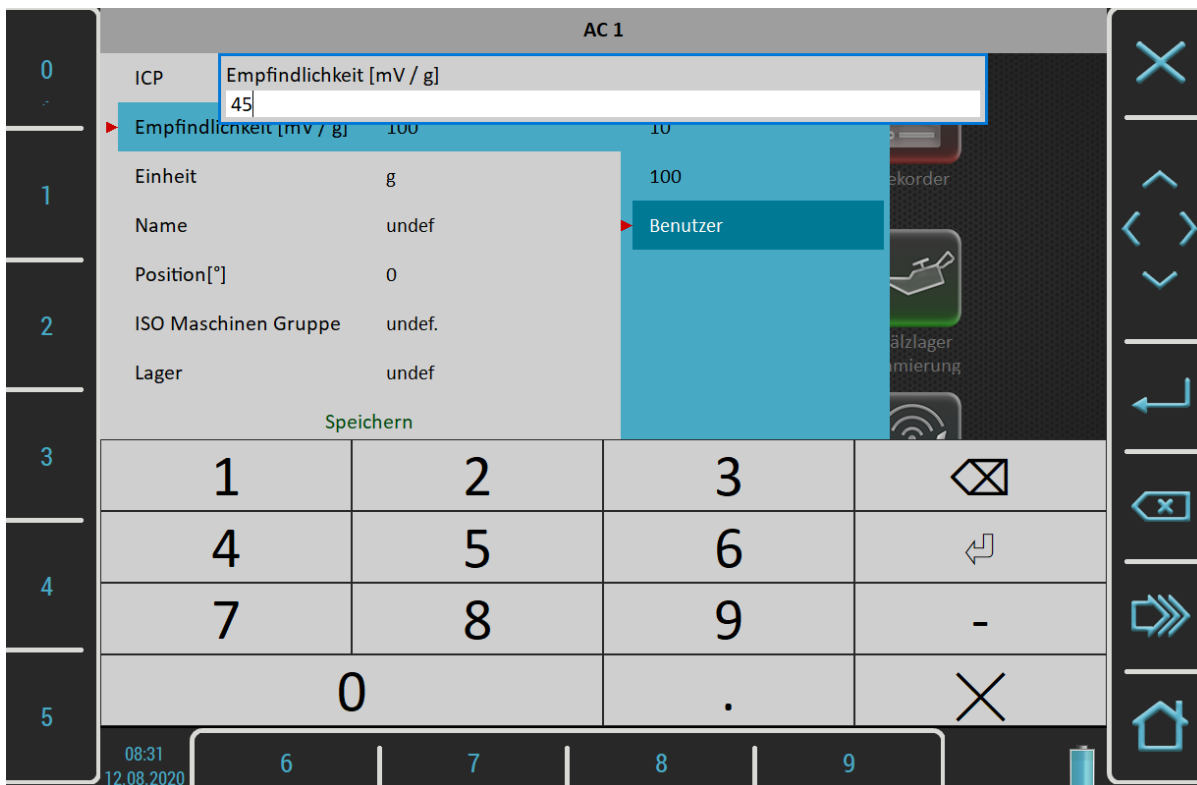 AC 1
0
ICP
Empfindlichkeit [mV / g]
45
Empfindlichkeit [mV / g] 100 10
Einheit g 100
ekorder
1
Name undef Benutzer
Position[°] 0
2
ISO Maschinen Gruppe undef.
älzlager
Lager undef
mierung
Speichern
3
1 2 3
4 5 6
4
7 8 9 -
0 .
5
08:31
12.08.2020
6 7 8 9